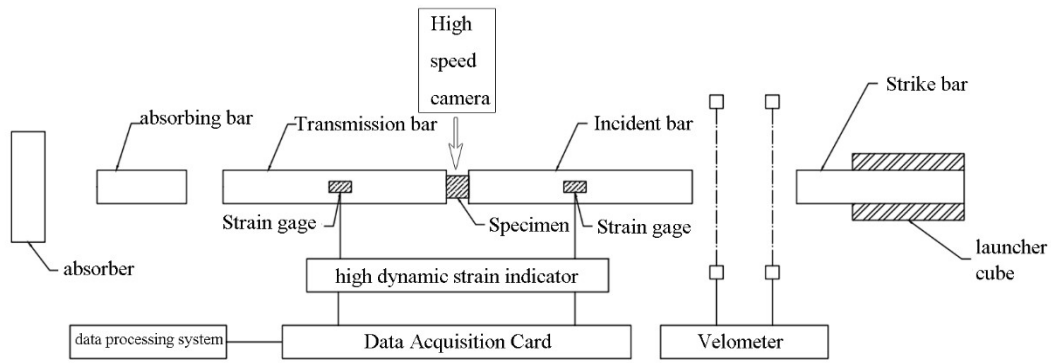 High
speed
camera
absorbing bar
Transmission bar
Incident bar
Strike bar
Strain gage
Specimen
Strain gage
absorber
launcher
cube
high dynamic strain indicator
data processing system
Data Acquisition Card
Velometer